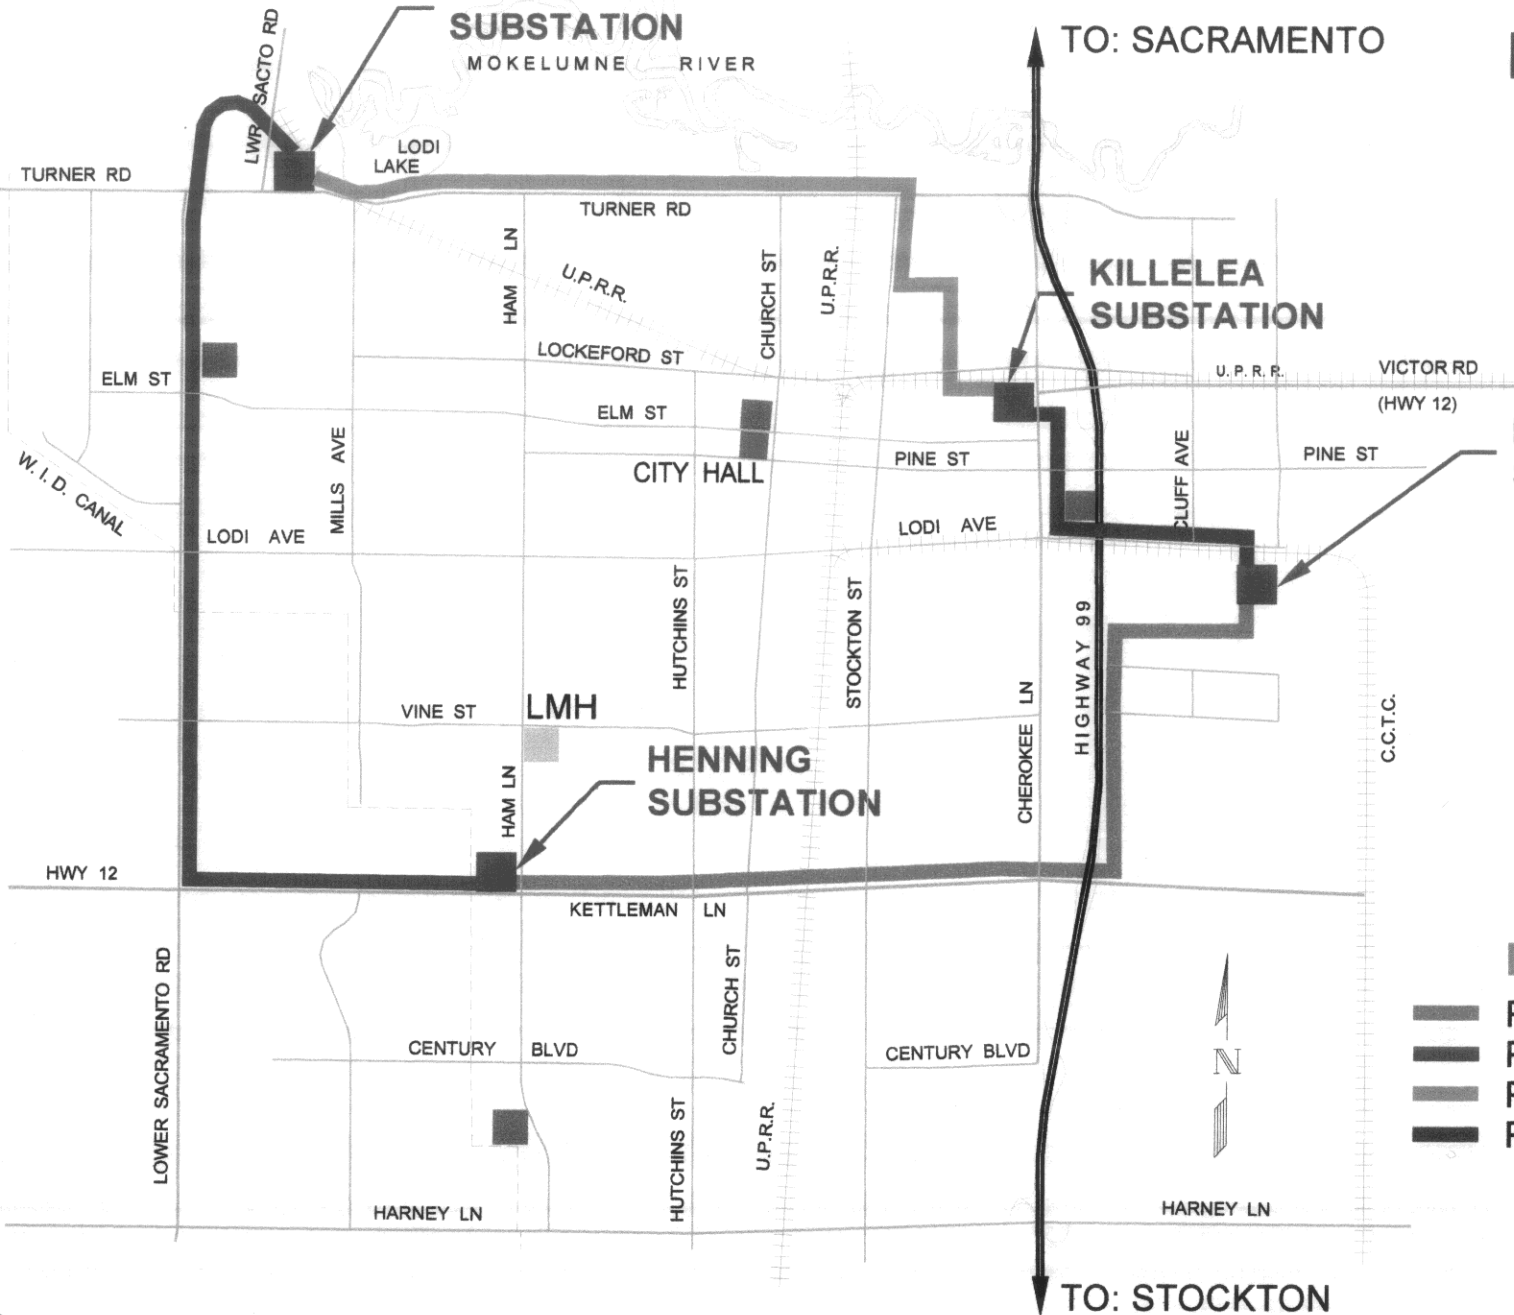 SUBSTATION
MOKELUMNE RIVER
TO: SACRAMENTO
LWR SACTO RD
LODI
LAKE
TURNER RD
TURNER RD
HAM LN
U.P.R.R.
CHURCH ST
U.P.R.R.
KILLELEA
SUBSTATION
LOCKEFORD ST
U. P. R. R.
VICTOR RD
(HWY 12)
ELM ST
ELM ST
CITY HALL
PINE ST
PINE ST
CLUFF AVE
W. I. D. CANAL
MILLS AVE
LODI AVE
LODI AVE
HUTCHINS ST
STOCKTON ST
HIGHWAY 99
CHEROKEE LN
C.C.T.C.
VINE ST
LMH
HENNING
SUBSTATION
HAM LN
HWY 12
KETTLEMAN LN
LOWER SACRAMENTO RD
CHURCH ST
CENTURY BLVD
CENTURY BLVD
N
HUTCHINS ST
U.P.R.R.
HARNEY LN
HARNEY LN
TO: STOCKTON